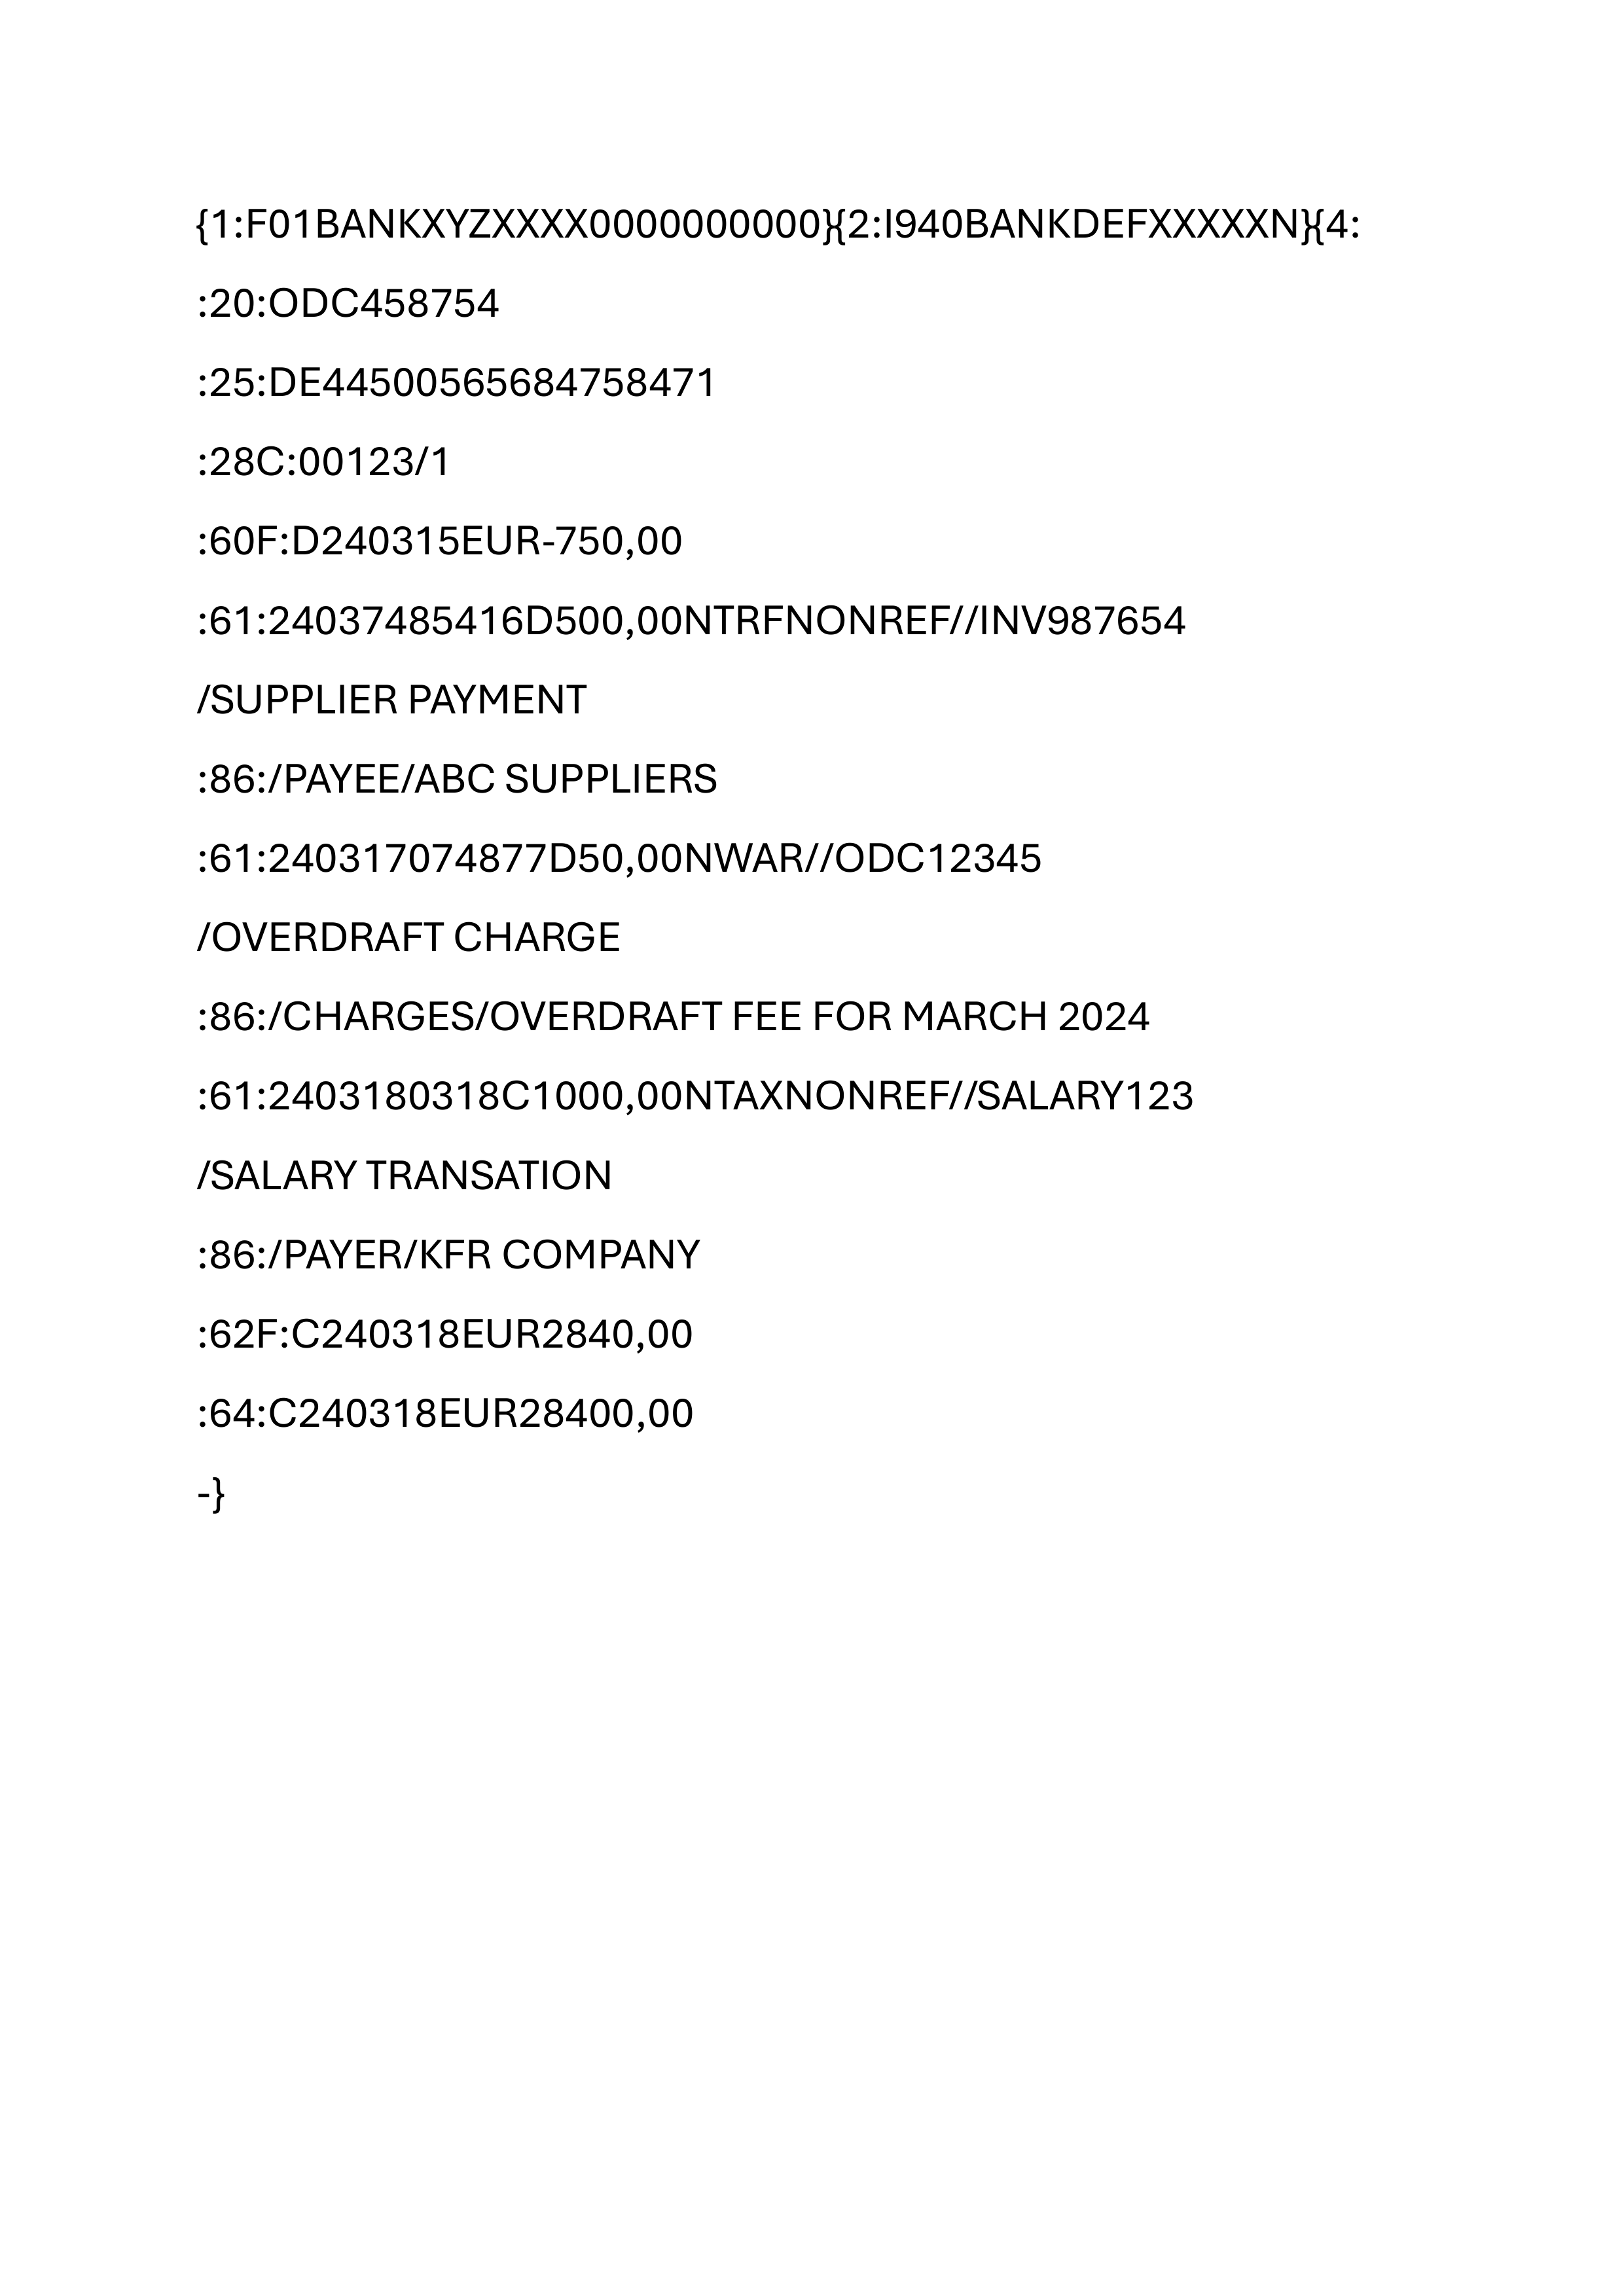 {1:F01BANKXYZXXXX0000000000}{2:I940BANKDEFXXXXXN}{4:
:20:ODC458754
:25:DE44500565684758471
:28C:00123/1
:60F:D240315EUR-750,00
:61:24037485416D500,00NTRFNONREF//INV987654
/SUPPLIER PAYMENT
:86:/PAYEE/ABC SUPPLIERS
:61:240317074877D50,00NWAR//ODC12345
/OVERDRAFT CHARGE
:86:/CHARGES/OVERDRAFT FEE FOR MARCH 2024
:61:2403180318C1000,00NTAXNONREF//SALARY123
/SALARY TRANSATION
:86:/PAYER/KFR COMPANY
:62F:C240318EUR2840,00
:64:C240318EUR28400,00
-}